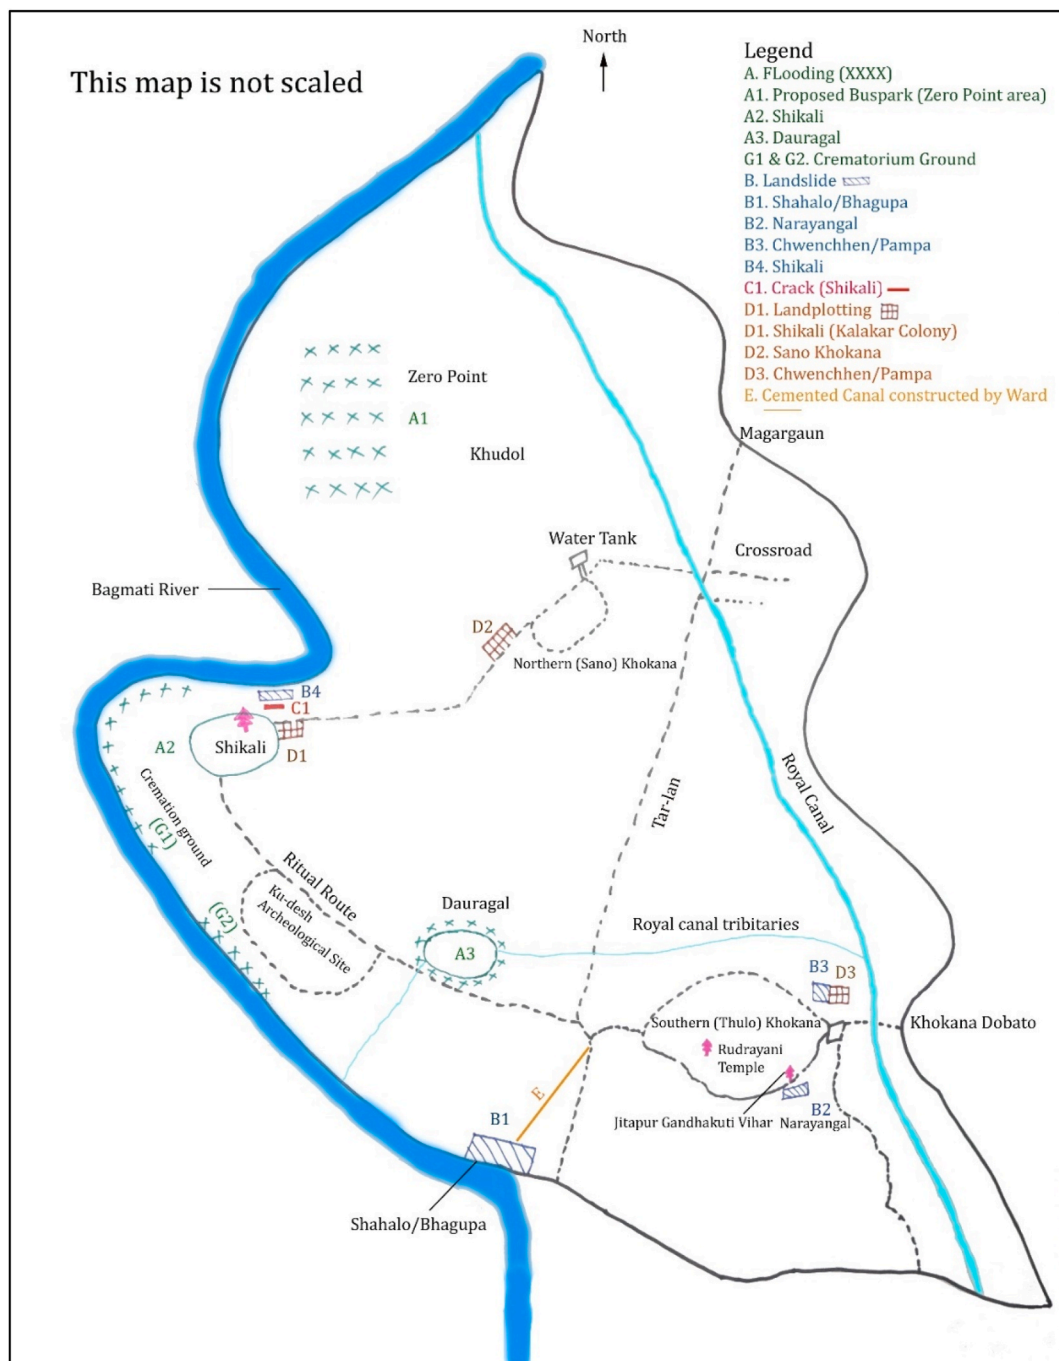 North
This map is not scaled
Legend
A. FLooding (XXXX)
A1. Proposed Buspark (Zero Point area)
A2. Shikali
A3. Dauragal
G1 & G2. Crematorium Ground
B. Landslide
B1. Shahalo/Bhagupa
B2. Narayangal
B3. Chwenchhen/Pampa
B4. Shikali
C1. Crack (Shikali)
D1. Landplotting
D1. Shikali (Kalakar Colony)
D2. Sano Khokana
D3. Chwenchhen/Pampa
E. Cemented Canal constructed by Ward
Zero Point
A1
Khudol
Magargaun
Water Tank
Crossroad
Bagmati River
D2
Northern (Sano) Khokana
B4
C1
A2
Shikali
D1
Royal Canal
Tar-lan
Cremation ground
(G1)
Ritual Route
(G2)
Ku-desh
Archeological Site
Dauragal
A3
Royal canal tribitaries
B3
D3
Southern (Thulo) Khokana
Khokana Dobato
Rudrayani
Temple
E
B1
B2
Jitapur Gandhakuti Vihar
Narayangal
Shahalo/Bhagupa